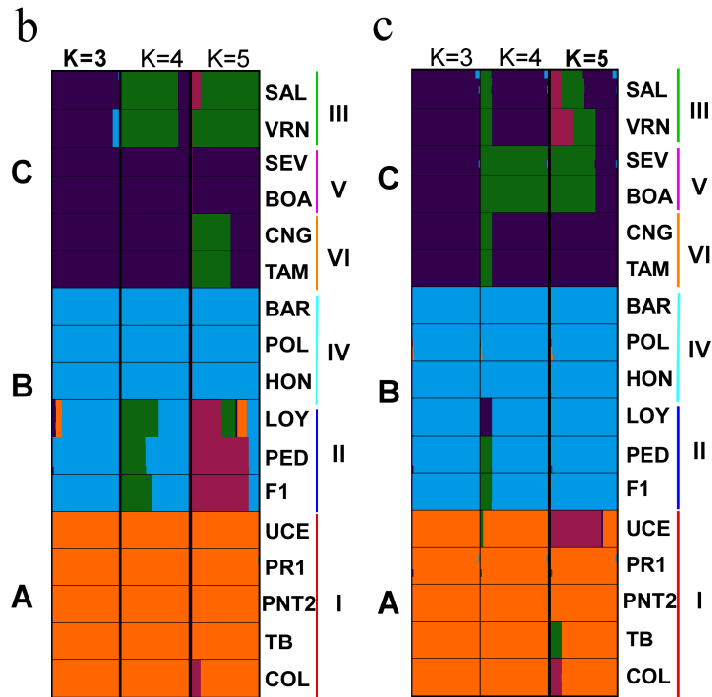 b
K=3 K=4 K=5
SAL
VRN
III
C
SEV
BOA
V
CNG
TAM
VI
BAR
POL
HON
IV
B
LOY
PED
F1
II
UCE
PR1
PNT2
TB
COL
I
A
c
K=3 K=4 K=5
SAL
VRN
III
C
SEV
BOA
V
CNG
TAM
VI
BAR
POL
HON
IV
B
LOY
PED
F1
II
UCE
PR1
PNT2
TB
COL
I
A